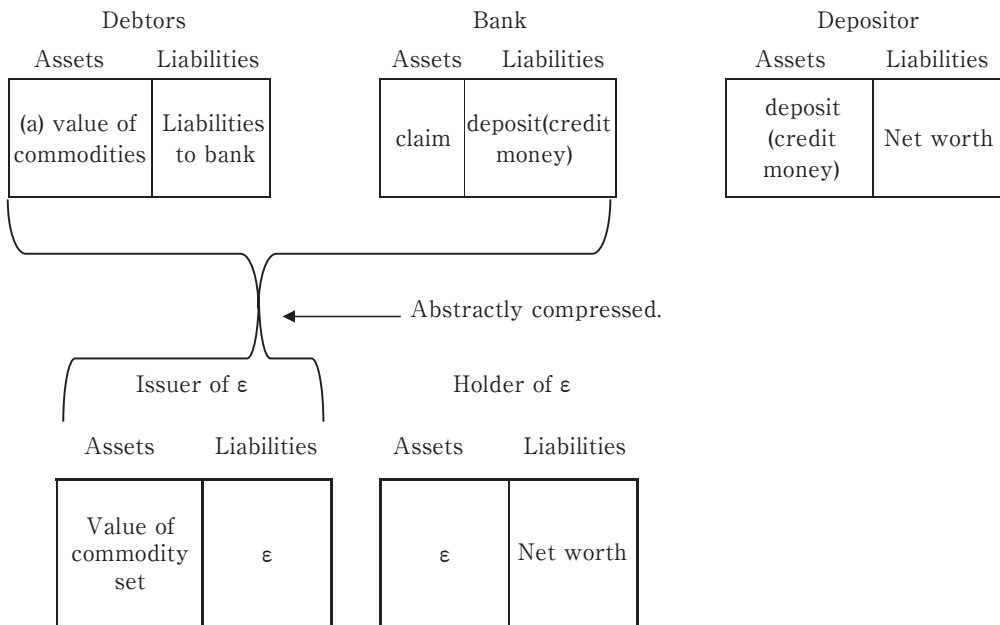 Debtors
Bank
Depositor
Assets Liabilities
Assets Liabilities
Assets Liabilities
(a) value of
commodities
Liabilities
to bank
claim
deposit(credit
money)
deposit
(credit
money)
Net worth
Abstractly compressed.
Issuer of ε
Holder of ε
Assets Liabilities
Assets Liabilities
Value of
commodity
set
ε
ε
Net worth